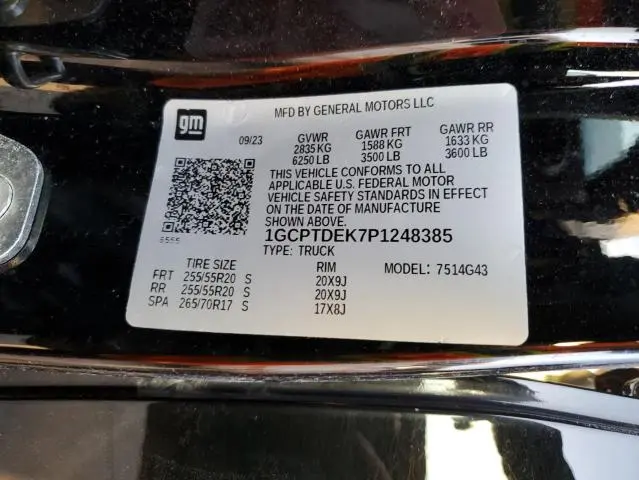 gm
MFD BY GENERAL MOTORS LLC
09/23 GVWR GAWR FRT GAWR RR
2835 KG 1588 KG 1633 KG
6250 LB 3500 LB 3600 LB
THIS VEHICLE CONFORMS TO ALL
APPLICABLE U.S. FEDERAL MOTOR
VEHICLE SAFETY STANDARDS IN EFFECT
ON THE DATE OF MANUFACTURE
SHOWN ABOVE.
1GCPTDEK7P1248385
TYPE: TRUCK
TIRE SIZE RIM MODEL: 7514G43
FRT 255/55R20 S 20X9J
RR 255/55R20 S 20X9J
SPA 265/70R17 S 17X8J